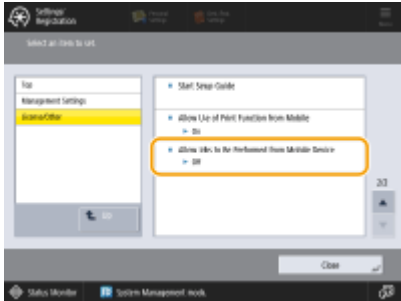 Settings/
Registration
Select an item to set.
Top
Management Settings
License/Other
Start Setup Guide
Allow Use of Print Function from Mobile
On
Allow Jobs to Be Performed from Mobile Device
Off
2/2
Up
Close
Status Monitor
System Management mode.